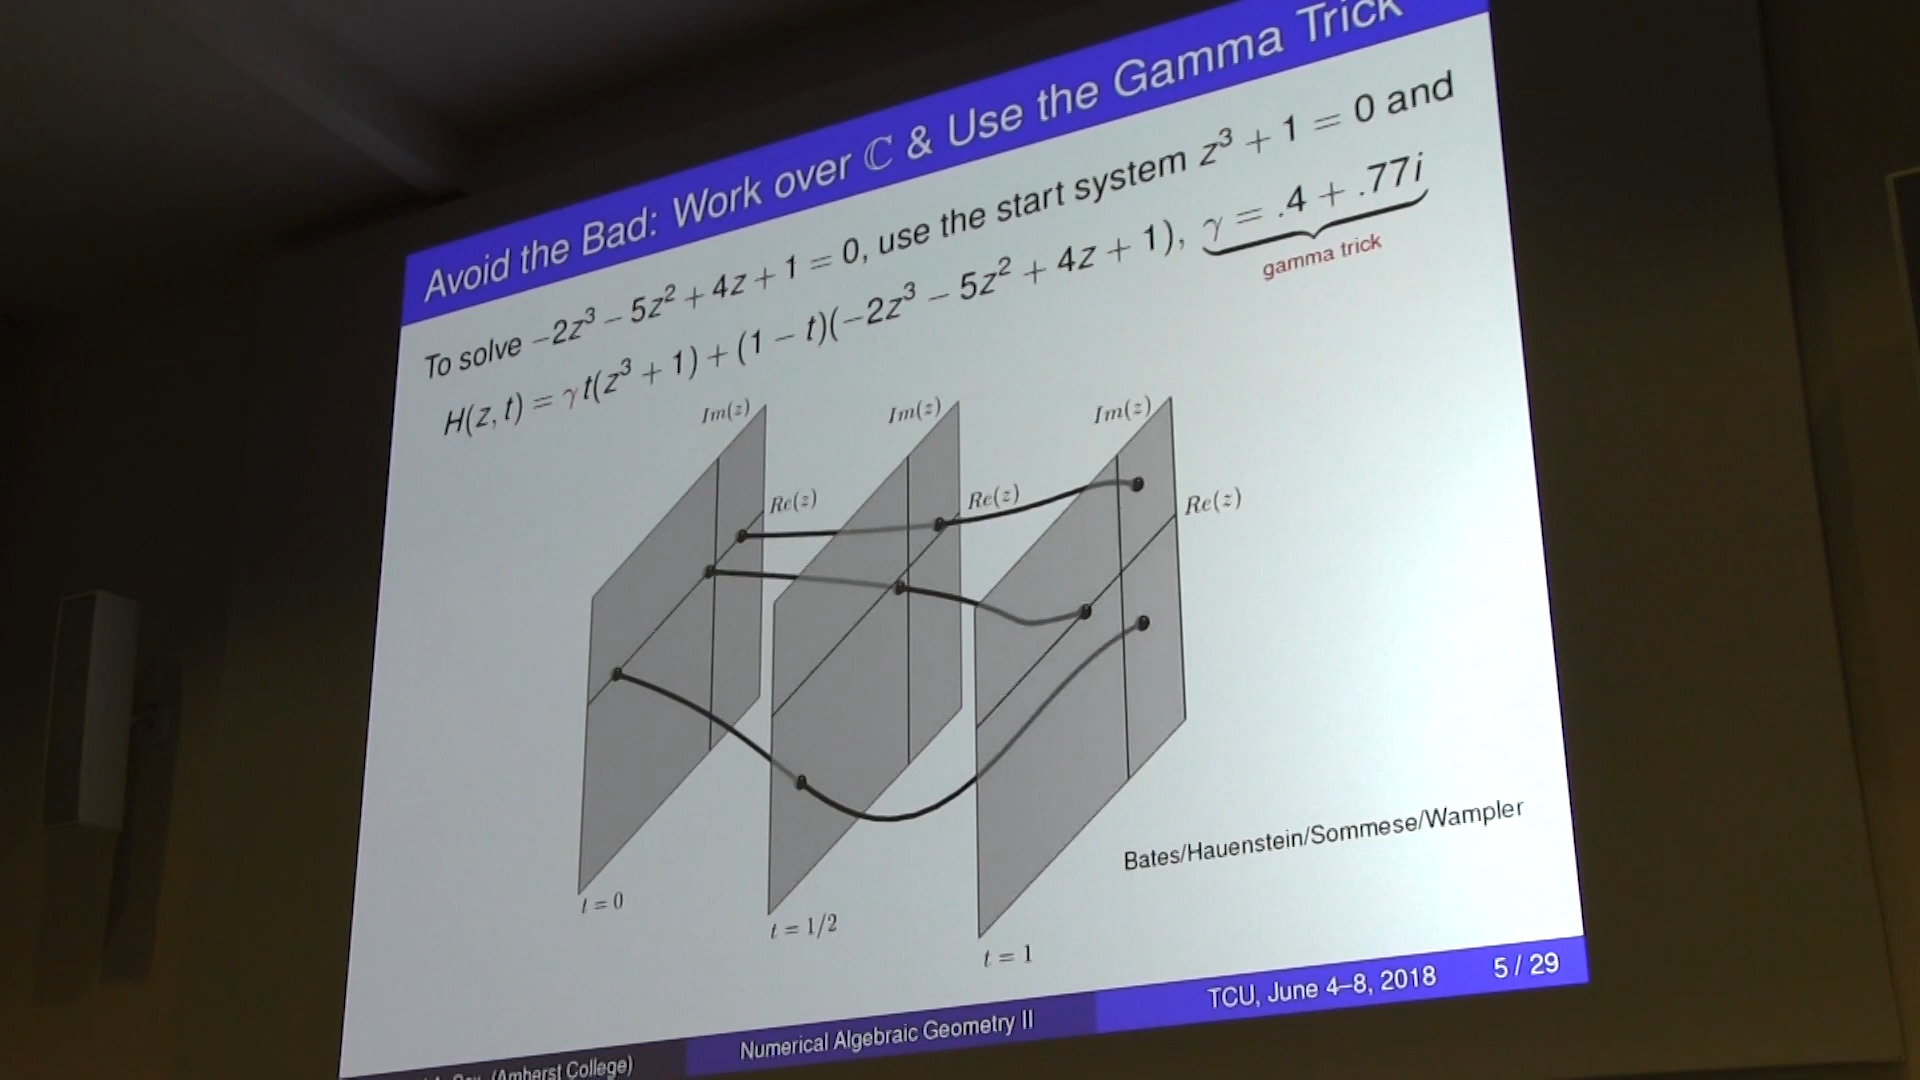 Avoid the Bad: Work over ℂ & Use the Gamma Trick
To solve −2z³ − 5z² + 4z + 1 = 0, use the start system z³ + 1 = 0 and
H(z, t) = γ t(z³ + 1) + (1 − t)(−2z³ − 5z² + 4z + 1), γ = .4 + .77i
gamma trick
Im(z) Im(z) Im(z)
Re(z) Re(z) Re(z)
t = 0
t = 1/2
t = 1
Bates/Hauenstein/Sommese/Wampler
(Amherst College)
Numerical Algebraic Geometry II
TCU, June 4–8, 2018
5 / 29